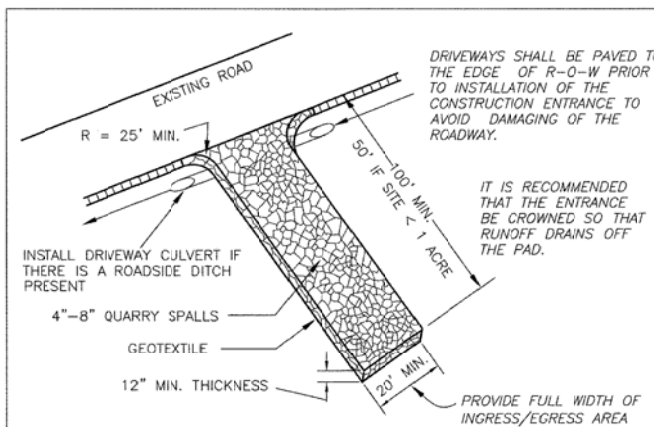 EXISTING ROAD
R = 25' MIN.
DRIVEWAYS SHALL BE PAVED TO
THE EDGE OF R-O-W PRIOR
TO INSTALLATION OF THE
CONSTRUCTION ENTRANCE TO
AVOID DAMAGING OF THE
ROADWAY.
100' MIN.
50' IF SITE < 1 ACRE
IT IS RECOMMENDED
THAT THE ENTRANCE
BE CROWNED SO THAT
RUNOFF DRAINS OFF
THE PAD.
INSTALL DRIVEWAY CULVERT IF
THERE IS A ROADSIDE DITCH
PRESENT
4"-8" QUARRY SPALLS
GEOTEXTILE
12" MIN. THICKNESS
20' MIN.
PROVIDE FULL WIDTH OF
INGRESS/EGRESS AREA